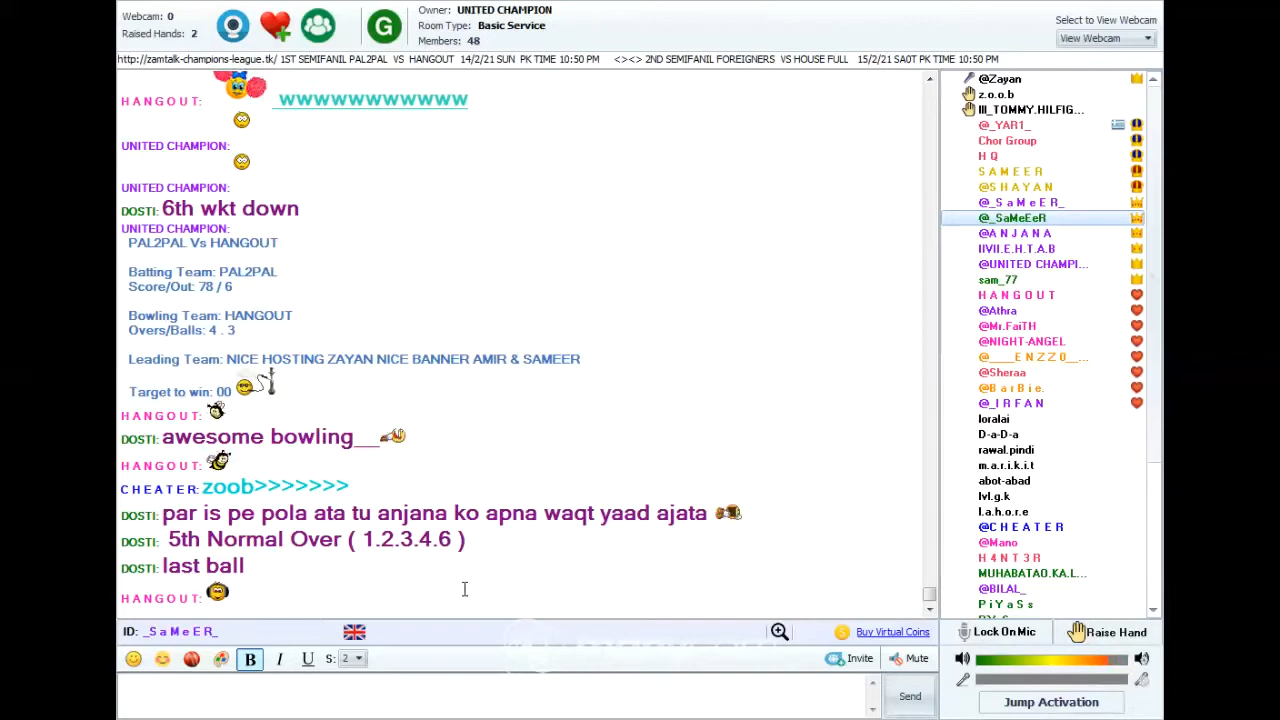 Webcam: 0
Raised Hands: 2
G
Owner: UNITED CHAMPION
Room Type: Basic Service
Members: 48
Select to View Webcam
View Webcam
http://zamtalk-champions-league.tk/ 1ST SEMIFANIL PAL2PAL VS HANGOUT 14/2/21 SUN PK TIME 10:50 PM <><> 2ND SEMIFANIL FOREIGNERS VS HOUSE FULL 15/2/21 SA0T PK TIME 10:50 PM
H A N G O U T: wwwwwwwwwwww
UNITED CHAMPION:
UNITED CHAMPION:
DOSTI: 6th wkt down
UNITED CHAMPION:
PAL2PAL Vs HANGOUT
Batting Team: PAL2PAL
Score/Out: 78 / 6
Bowling Team: HANGOUT
Overs/Balls: 4 . 3
Leading Team: NICE HOSTING ZAYAN NICE BANNER AMIR & SAMEER
Target to win: 00
H A N G O U T:
DOSTI: awesome bowling__
H A N G O U T:
C H E A T E R: zoob>>>>>>>
DOSTI: par is pe pola ata tu anjana ko apna waqt yaad ajata
DOSTI: 5th Normal Over ( 1.2.3.4.6 )
DOSTI: last ball
H A N G O U T:
@Zayan
z.o.o.b
III_TOMMY.HILFIG...
@_YAR1_
Chor Group
H Q
S A M E E R
@S H A Y A N
@_S a M e E R_
@_SaMeEeR
@A N J A N A
IIVII.E.H.T.A.B
@UNITED CHAMPI...
sam_77
H A N G O U T
@Athra
@Mr.FaiTH
@NIGHT-ANGEL
@____E N Z Z O__...
@Sheraa
@B a r B i e.
@_I R F A N
loralai
D-a-D-a
rawal.pindi
m.a.r.i.k.i.t
abot-abad
lvl.g.k
l.a.h.o.r.e
@C H E A T E R
@Mano
H 4 N T 3 R
MUHABATAO.KA.L...
@BILAL_
P i Y a S s
ID: _S a M e E R_
Buy Virtual Coins
Lock On Mic
Raise Hand
B I U S: 2
Invite
Mute
Send
Jump Activation